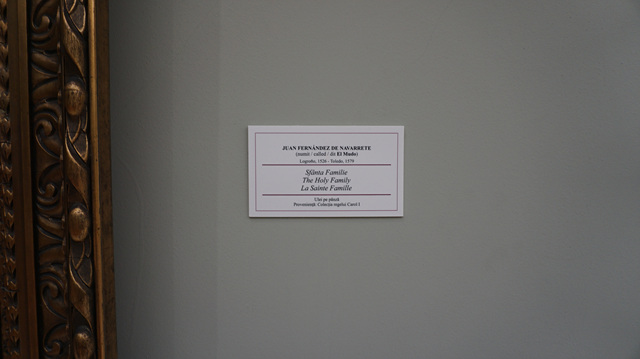 JUAN FERNÁNDEZ DE NAVARRETE
(numit / called / dit El Mudo)
Logroño, 1526 - Toledo, 1579
Sfânta Familie
The Holy Family
La Sainte Famille
Ulei pe pânză
Provenienţă: Colecţia regelui Carol I